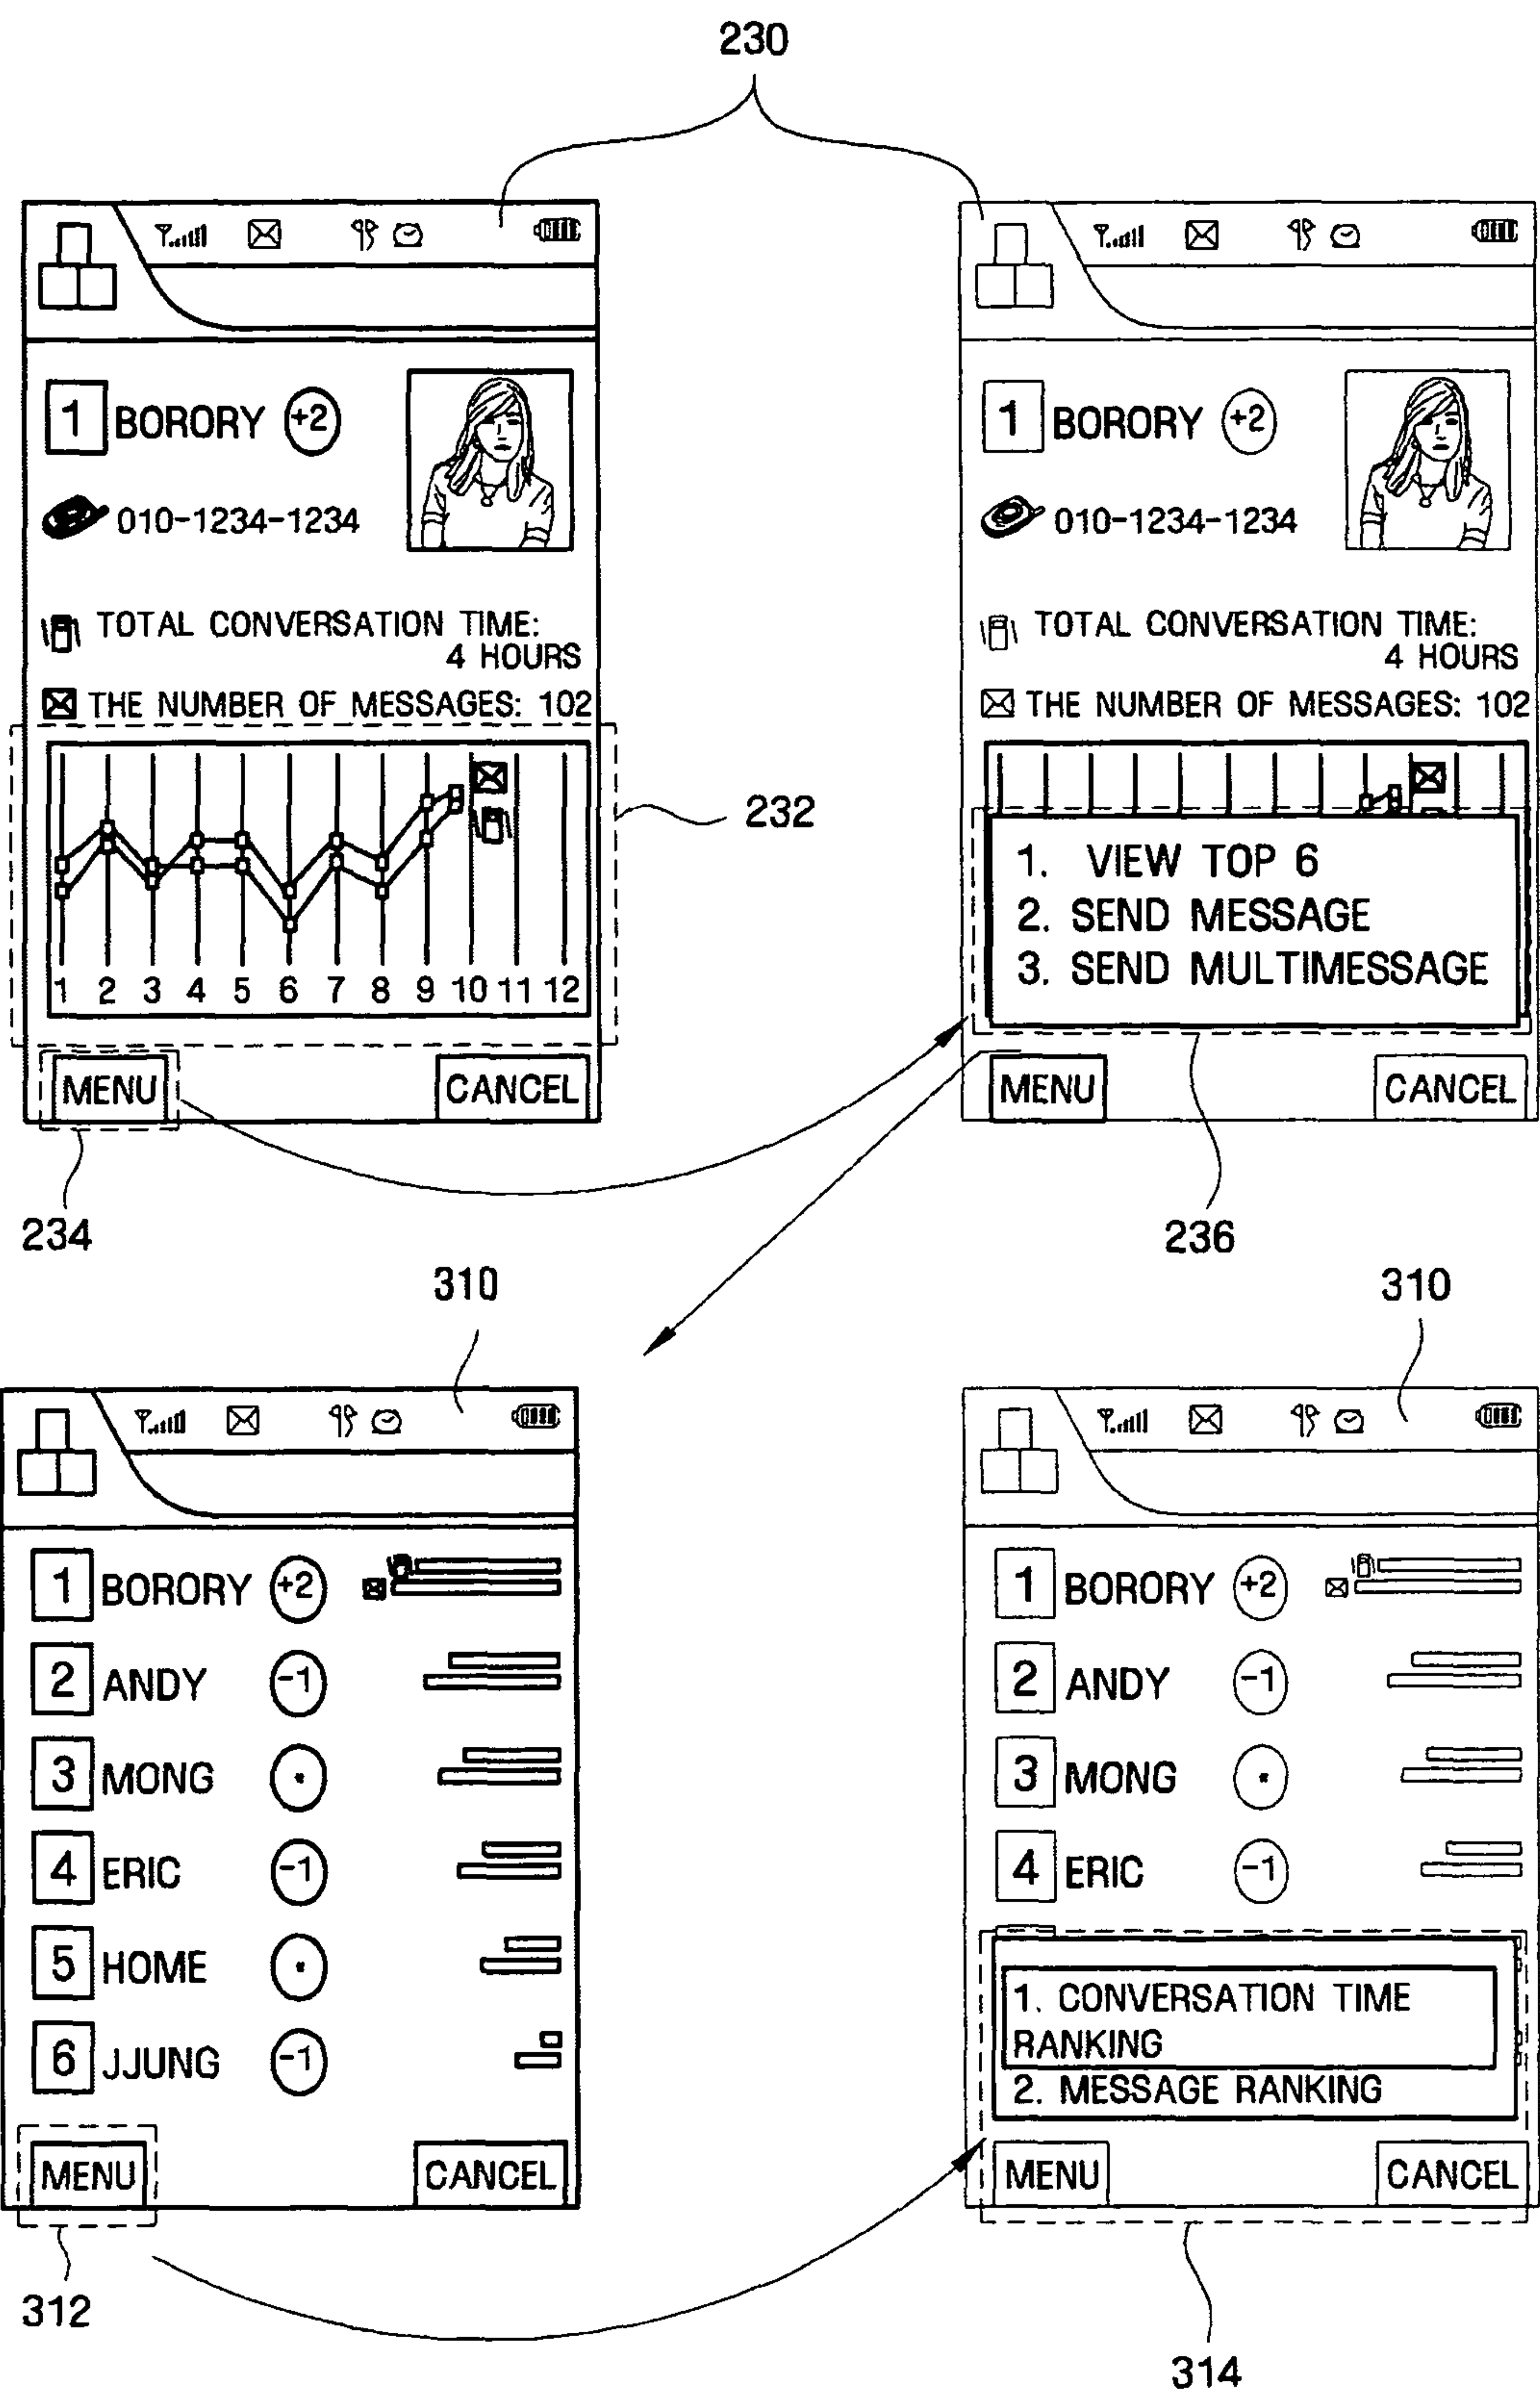 230
1 BORORY +2
010-1234-1234
TOTAL CONVERSATION TIME:
4 HOURS
THE NUMBER OF MESSAGES: 102
1 2 3 4 5 6 7 8 9 10 11 12
MENU CANCEL
232
234
1 BORORY +2
010-1234-1234
TOTAL CONVERSATION TIME:
4 HOURS
THE NUMBER OF MESSAGES: 102
1. VIEW TOP 6
2. SEND MESSAGE
3. SEND MULTIMESSAGE
MENU CANCEL
236
310
1 BORORY +2
2 ANDY -1
3 MONG
4 ERIC -1
5 HOME
6 JJUNG -1
MENU CANCEL
312
310
1 BORORY +2
2 ANDY -1
3 MONG
4 ERIC -1
1. CONVERSATION TIME
RANKING
2. MESSAGE RANKING
MENU CANCEL
314